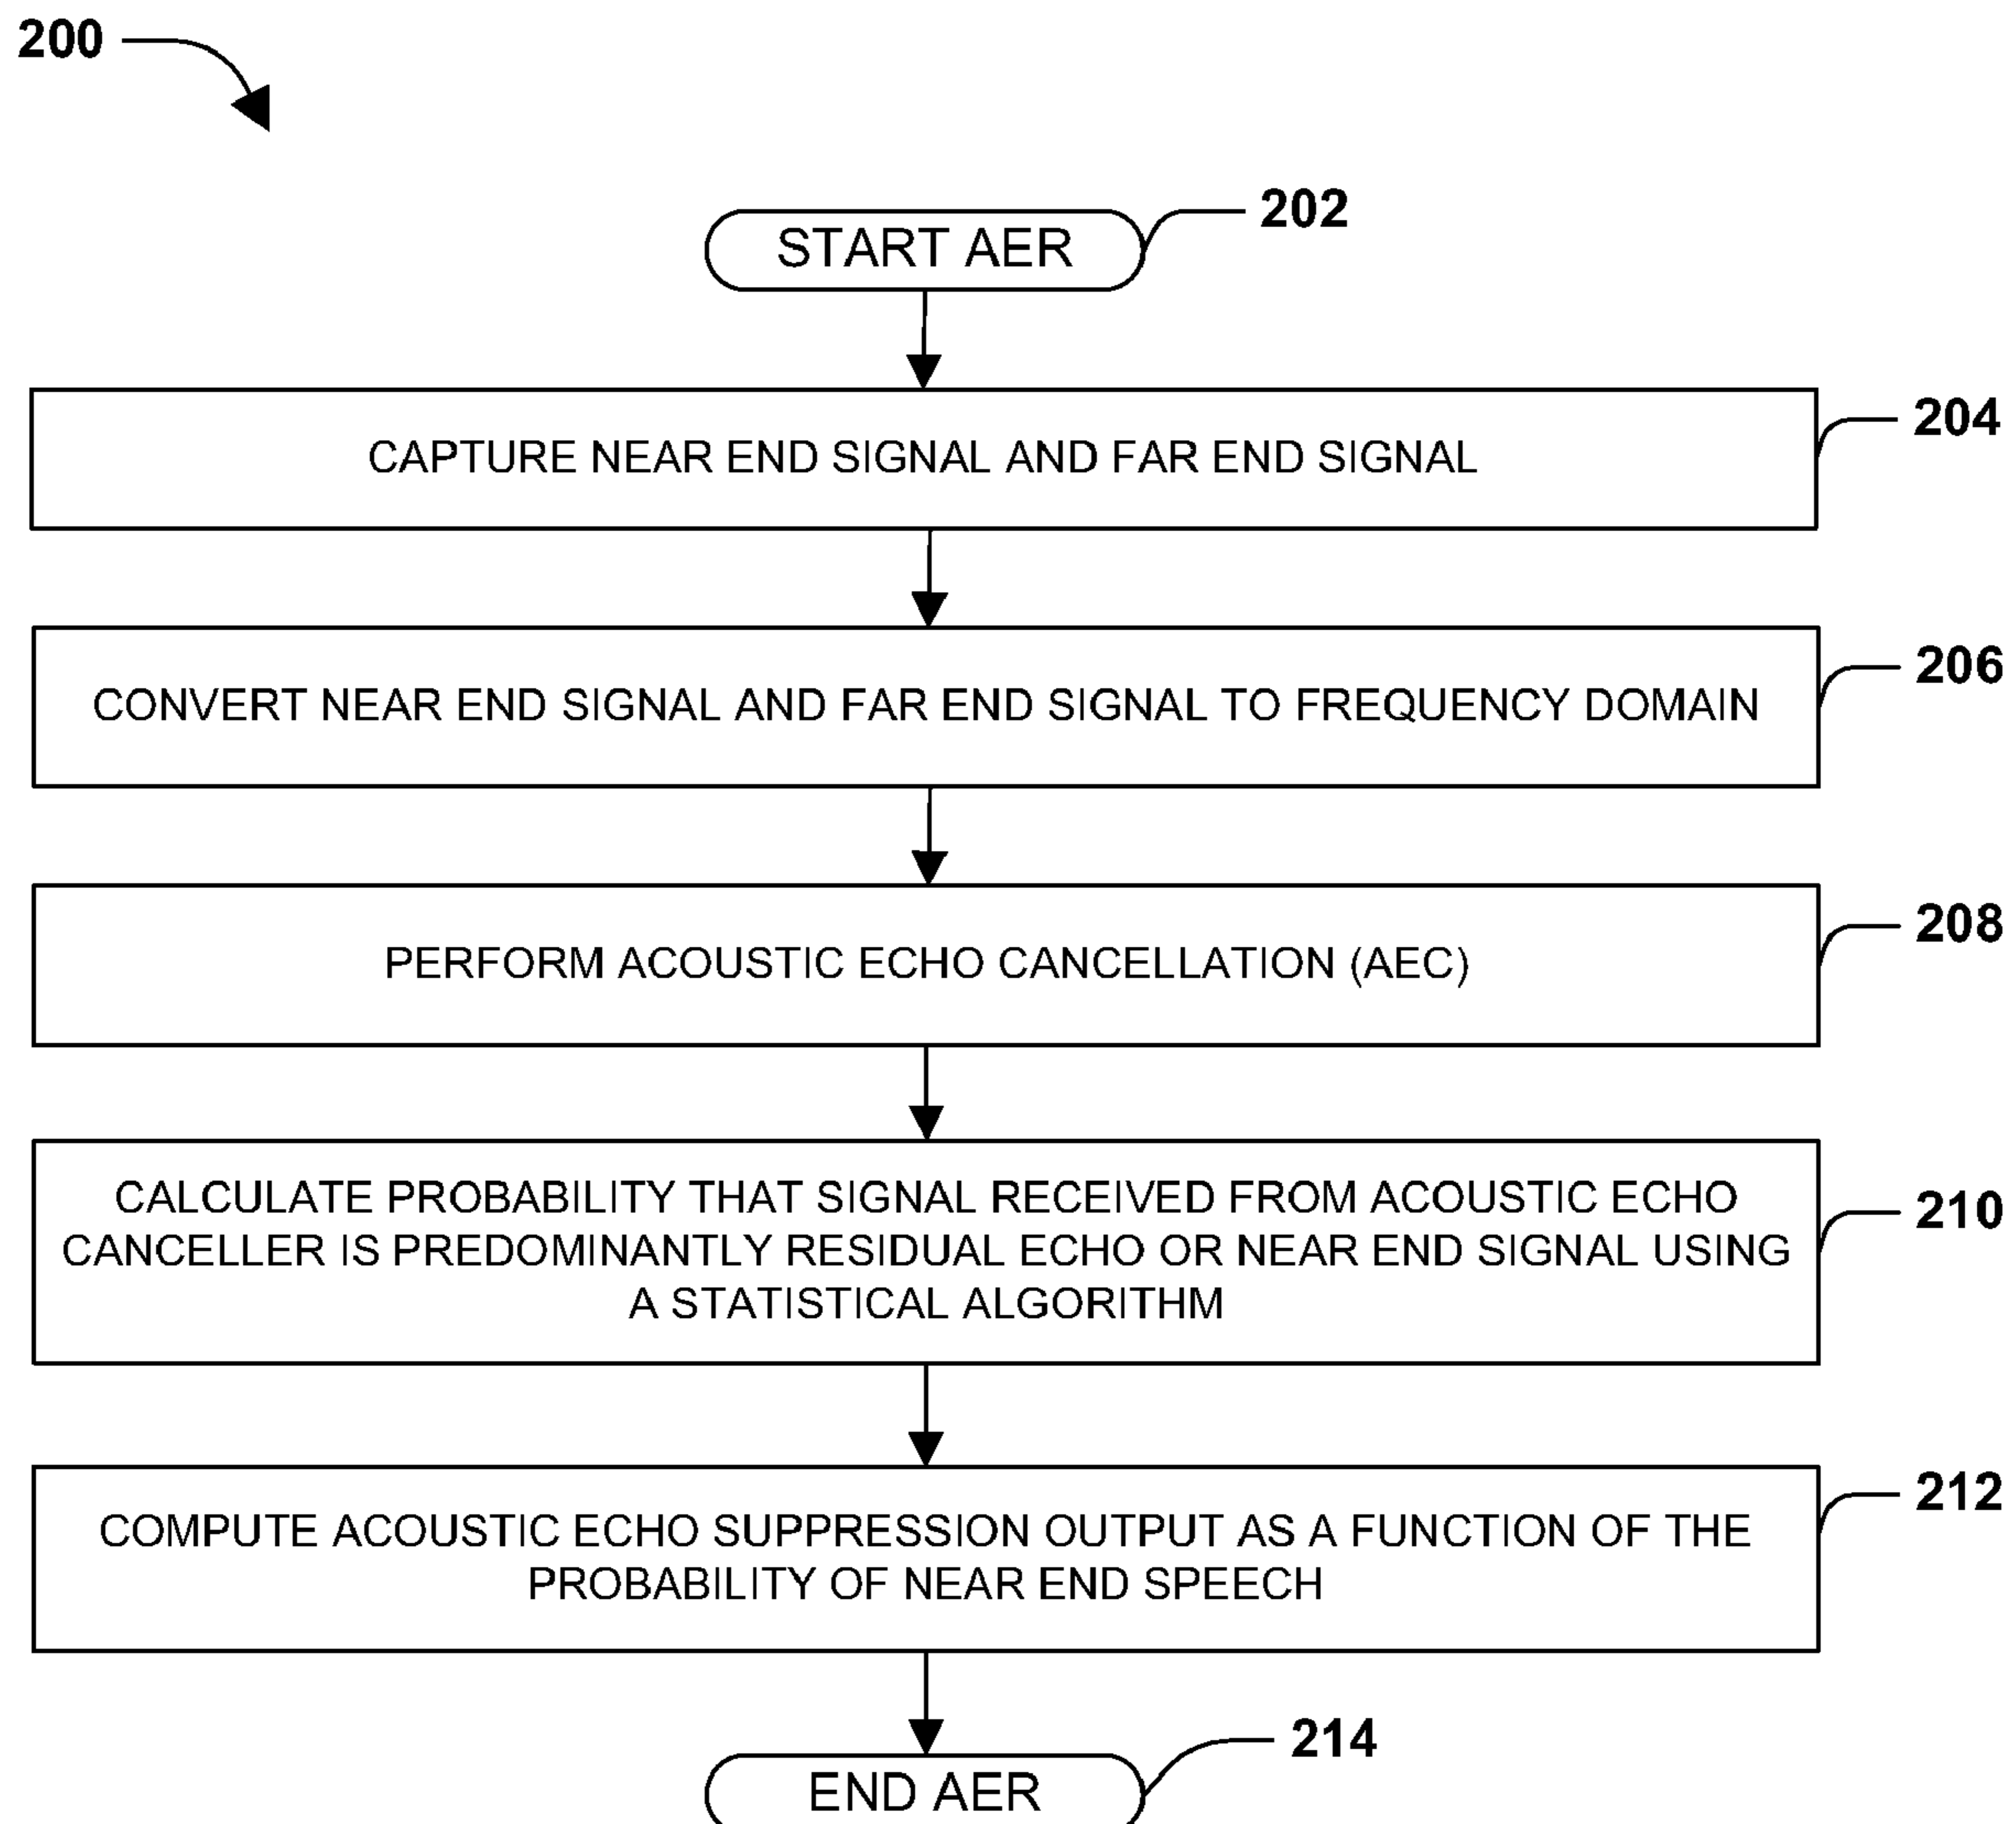 200
START AER
202
CAPTURE NEAR END SIGNAL AND FAR END SIGNAL
204
CONVERT NEAR END SIGNAL AND FAR END SIGNAL TO FREQUENCY DOMAIN
206
PERFORM ACOUSTIC ECHO CANCELLATION (AEC)
208
CALCULATE PROBABILITY THAT SIGNAL RECEIVED FROM ACOUSTIC ECHO
CANCELLER IS PREDOMINANTLY RESIDUAL ECHO OR NEAR END SIGNAL USING
A STATISTICAL ALGORITHM
210
COMPUTE ACOUSTIC ECHO SUPPRESSION OUTPUT AS A FUNCTION OF THE
PROBABILITY OF NEAR END SPEECH
212
END AER
214